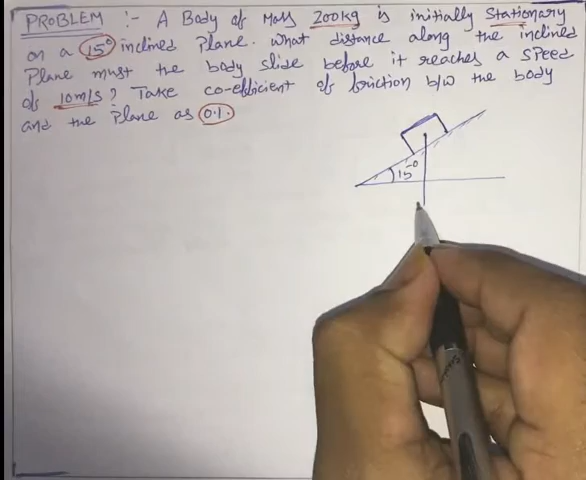 PROBLEM :- A Body of Mass 200kg is initially Stationary
on a 15° inclined Plane. What distance along the inclined
Plane must the body slide before it reaches a speed
of 10m/s? Take co-efficient of friction b/w the body
and the Plane as 0.1.
15°